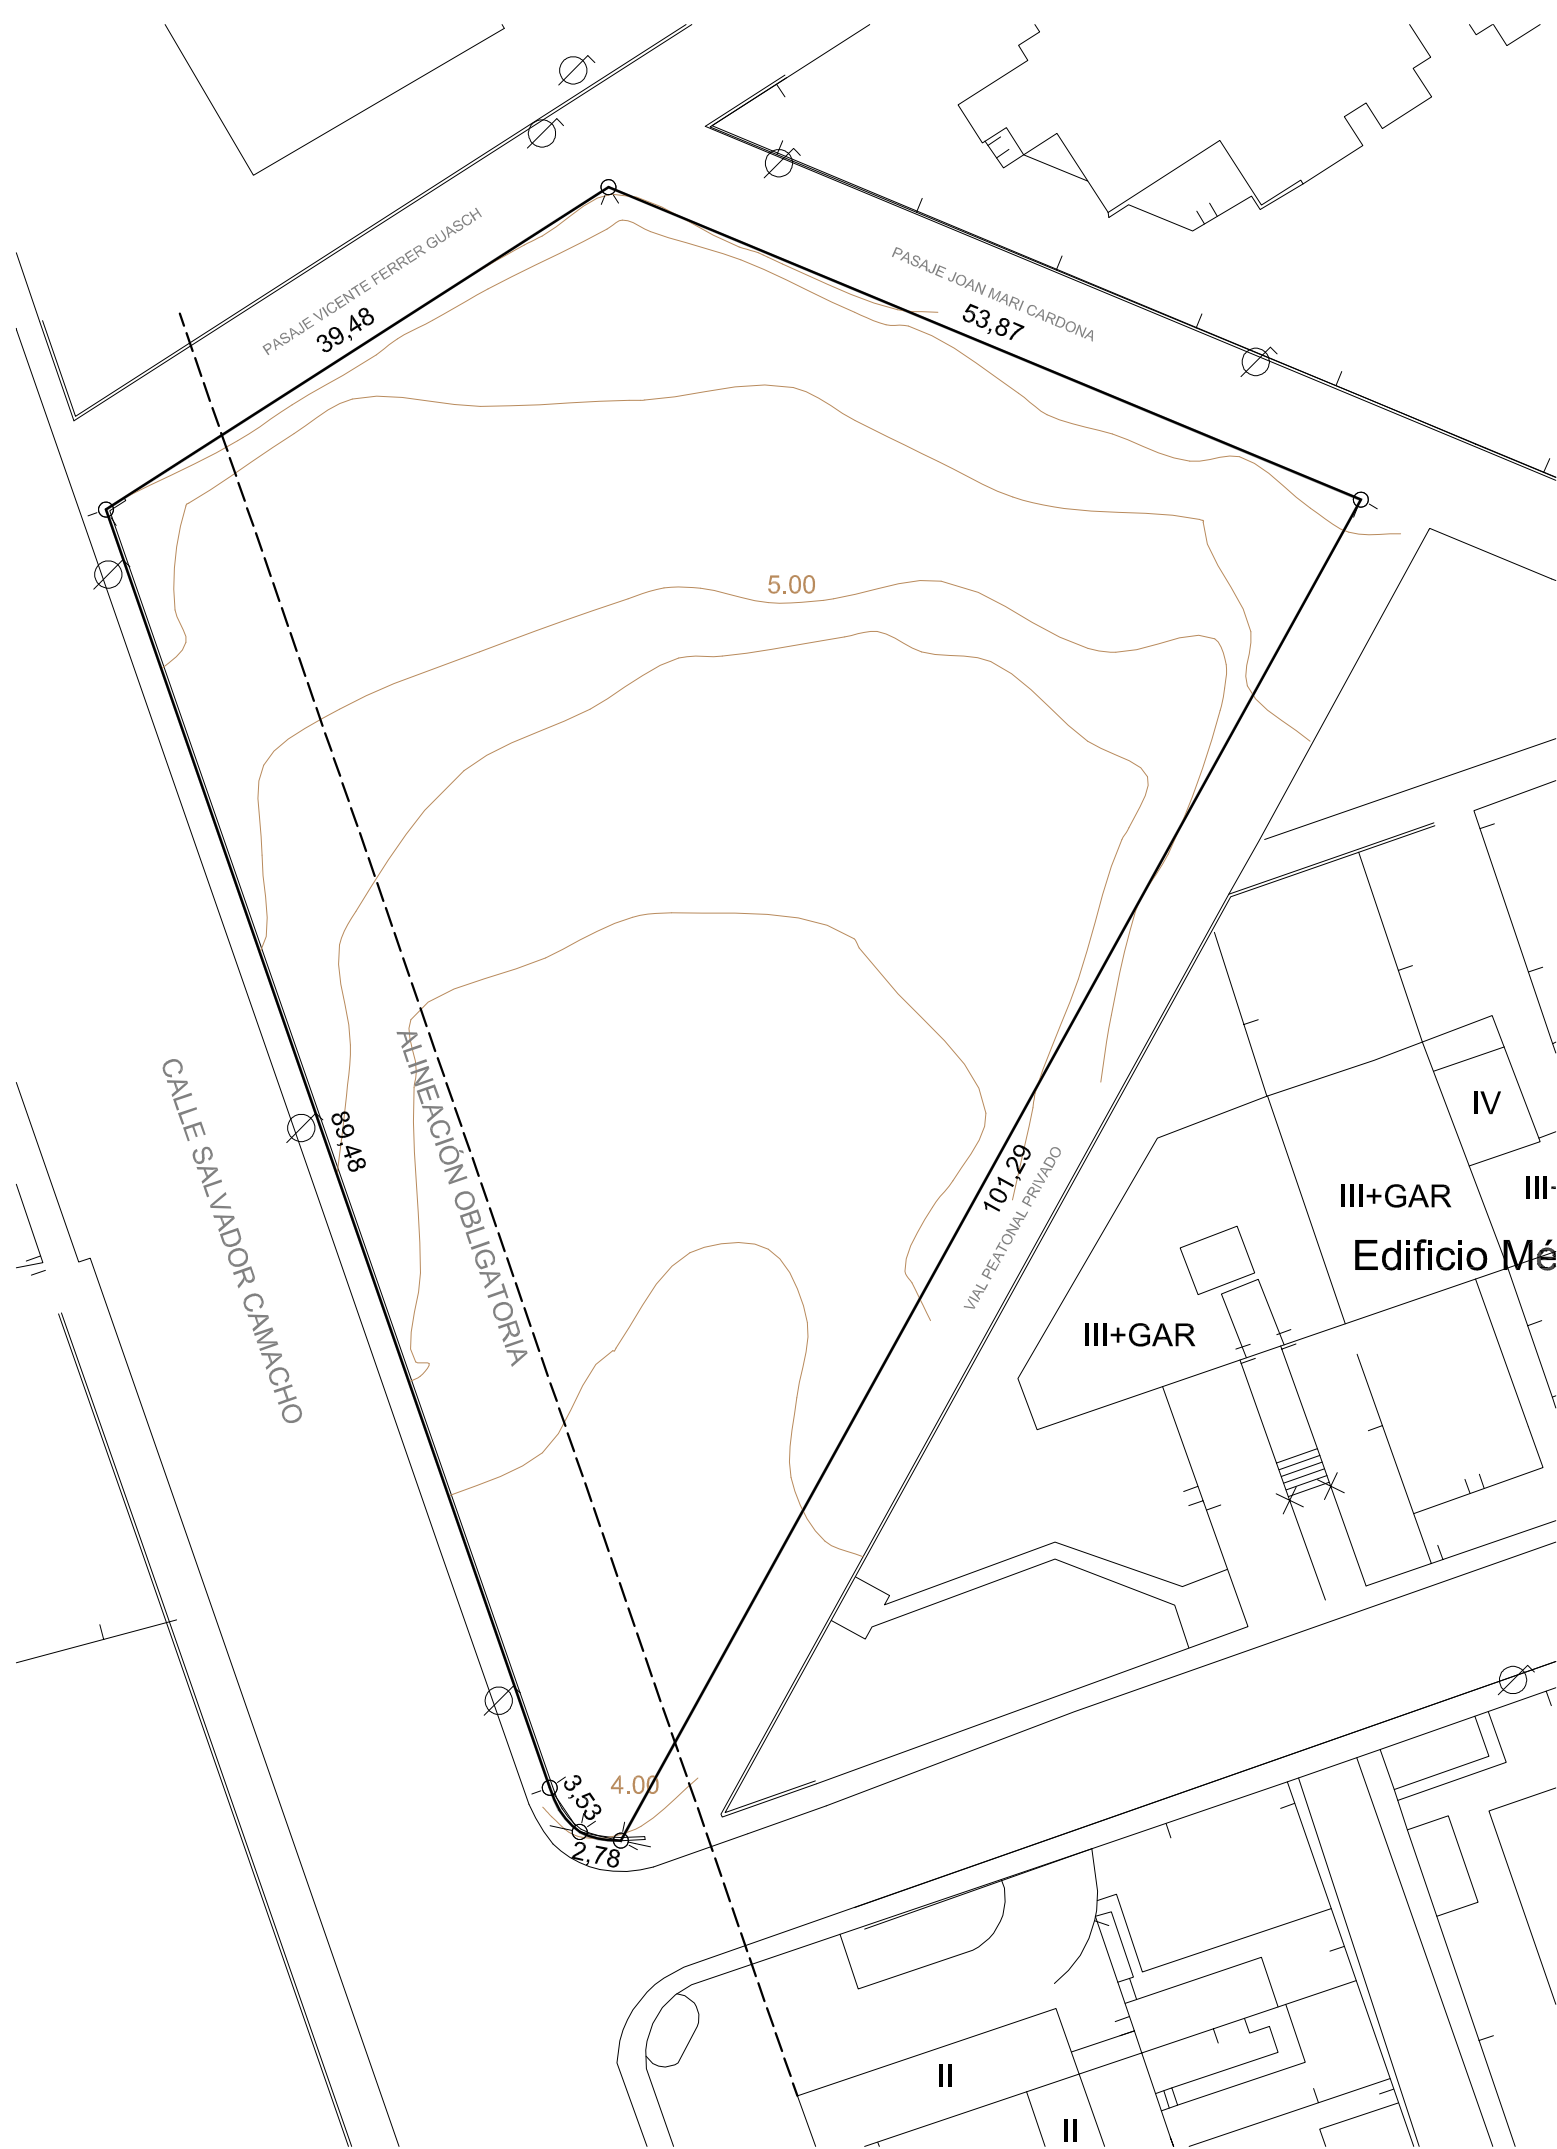 PASAJE VICENTE FERRER GUASCH
39,48
PASAJE JOAN MARI CARDONA
53,87
5.00
CALLE SALVADOR CAMACHO
89,48
ALINEACIÓN OBLIGATORIA
101,29
VIAL PEATONAL PRIVADO
IV
III+GAR
III-
Edificio Mé
III+GAR
3,53
4.00
2,78
II
II